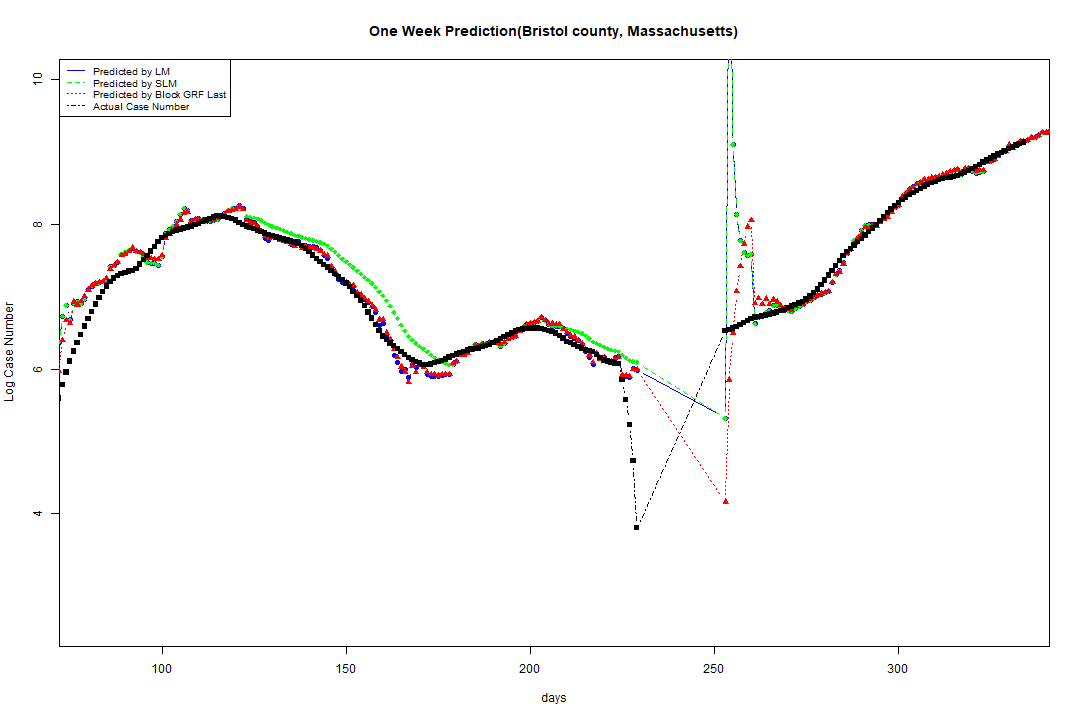 One Week Prediction(Bristol county, Massachusetts)
Predicted by LM
Predicted by SLM
Predicted by Block GRF Last
Actual Case Number
10
8
6
4
Log Case Number
100 150 200 250 300
days